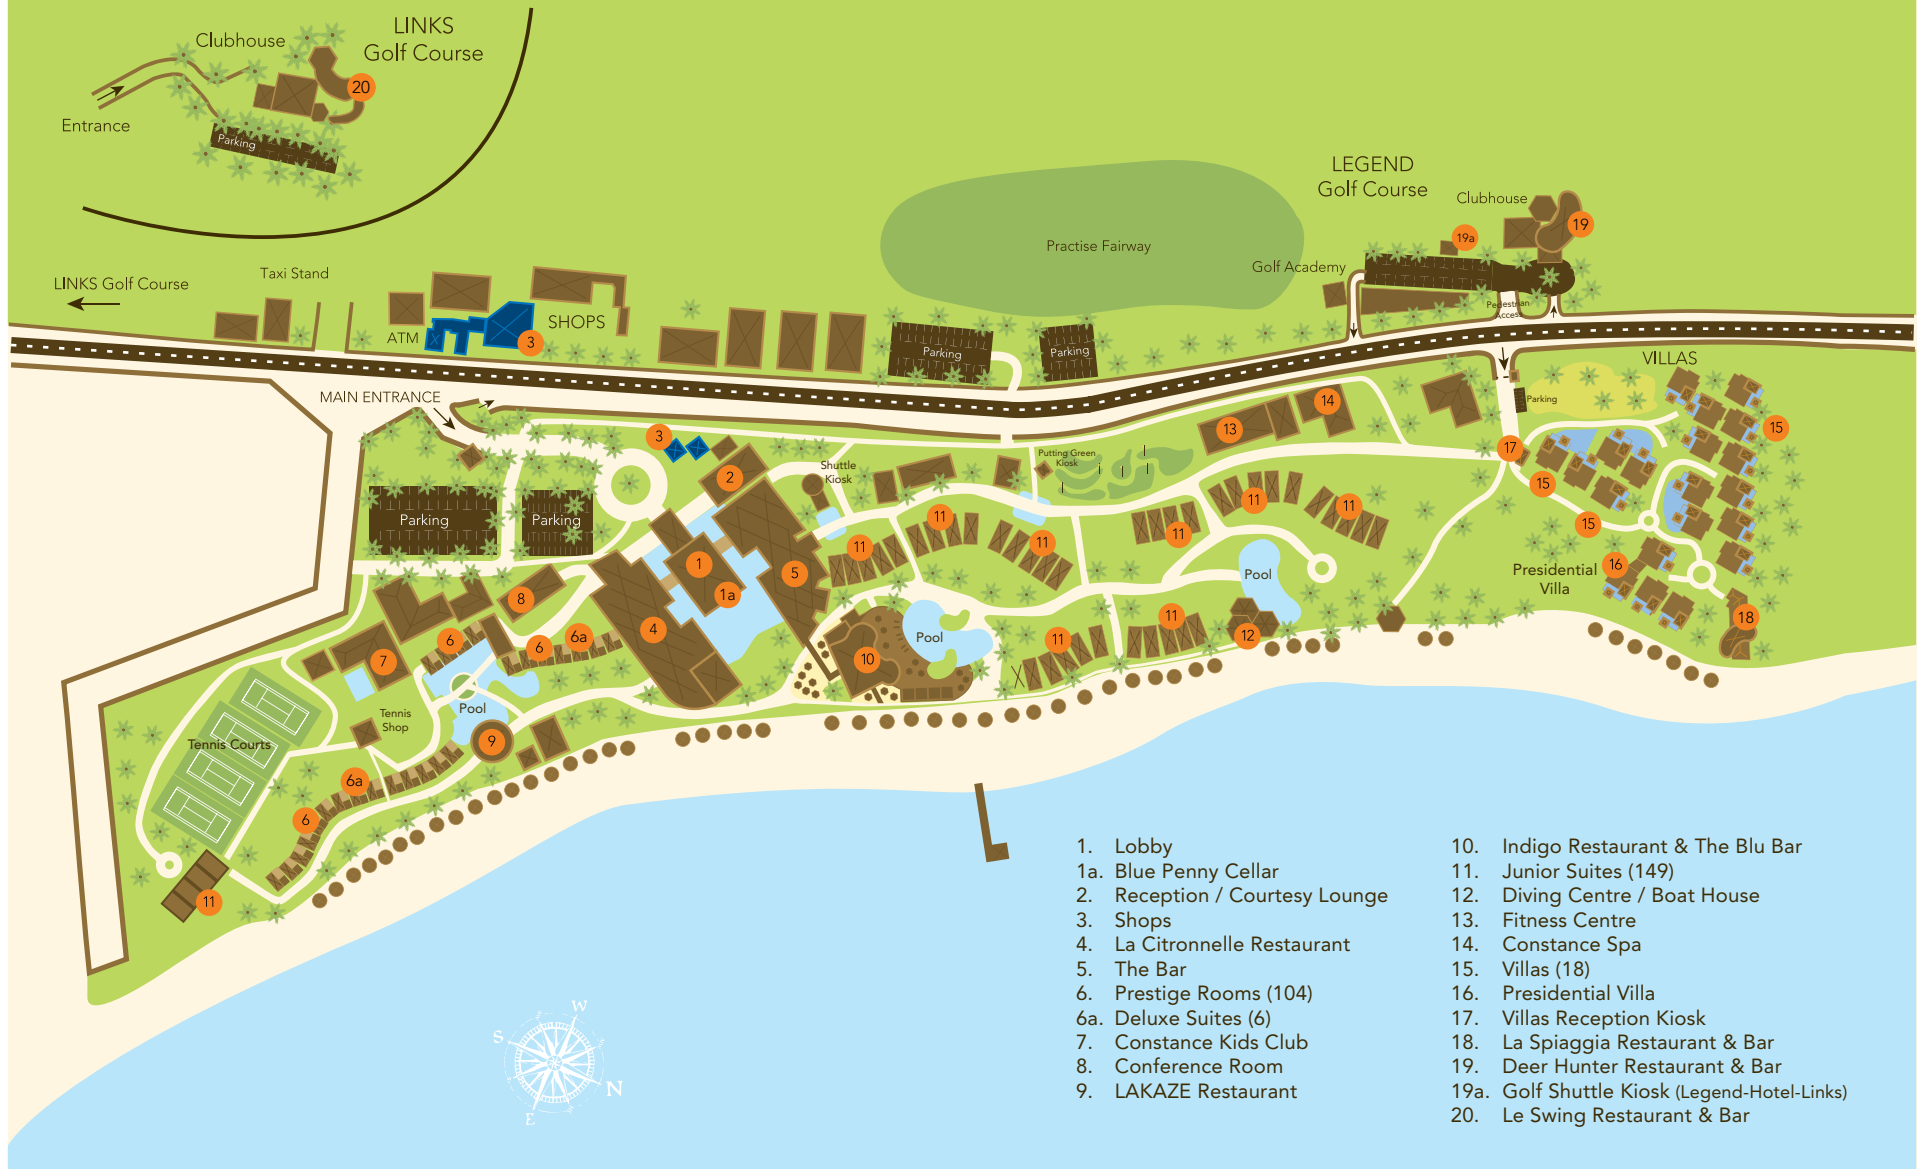 LINKS
Golf Course
Clubhouse
20
Entrance
Parking
LEGEND
Golf Course
Clubhouse
19
19a
Practise Fairway
Golf Academy
Pedestrian
Access
LINKS Golf Course
Taxi Stand
ATM
SHOPS
3
Parking
Parking
VILLAS
Parking
MAIN ENTRANCE
14
13
15
3
2
Shuttle
Kiosk
Putting Green
Kiosk
17
15
Parking
Parking
11
11
11
11
11
11
15
1
1a
5
Pool
Presidential
Villa
16
8
4
6
6
6a
7
10
Pool
11
11
12
18
Tennis
Shop
Pool
9
Tennis Courts
6a
6
11
W
S
N
E
1. Lobby
1a. Blue Penny Cellar
2. Reception / Courtesy Lounge
3. Shops
4. La Citronnelle Restaurant
5. The Bar
6. Prestige Rooms (104)
6a. Deluxe Suites (6)
7. Constance Kids Club
8. Conference Room
9. LAKAZE Restaurant
10. Indigo Restaurant & The Blu Bar
11. Junior Suites (149)
12. Diving Centre / Boat House
13. Fitness Centre
14. Constance Spa
15. Villas (18)
16. Presidential Villa
17. Villas Reception Kiosk
18. La Spiaggia Restaurant & Bar
19. Deer Hunter Restaurant & Bar
19a. Golf Shuttle Kiosk (Legend-Hotel-Links)
20. Le Swing Restaurant & Bar